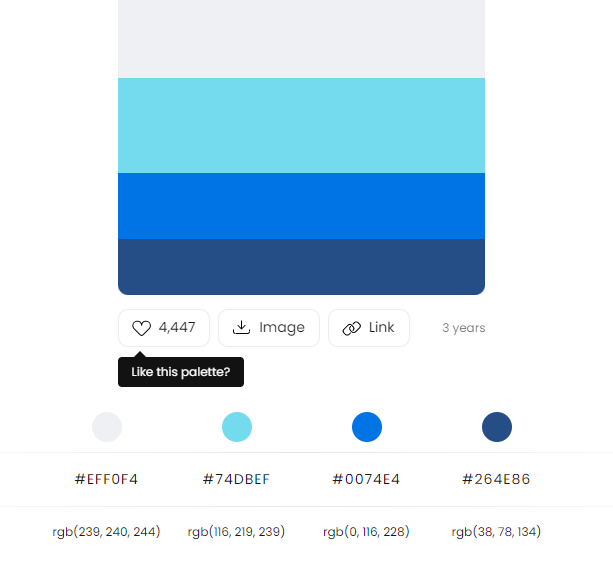 4,447 Image Link 3 years
Like this palette?
#EFF0F4 #74DBEF #0074E4 #264E86
rgb(239, 240, 244) rgb(116, 219, 239) rgb(0, 116, 228) rgb(38, 78, 134)